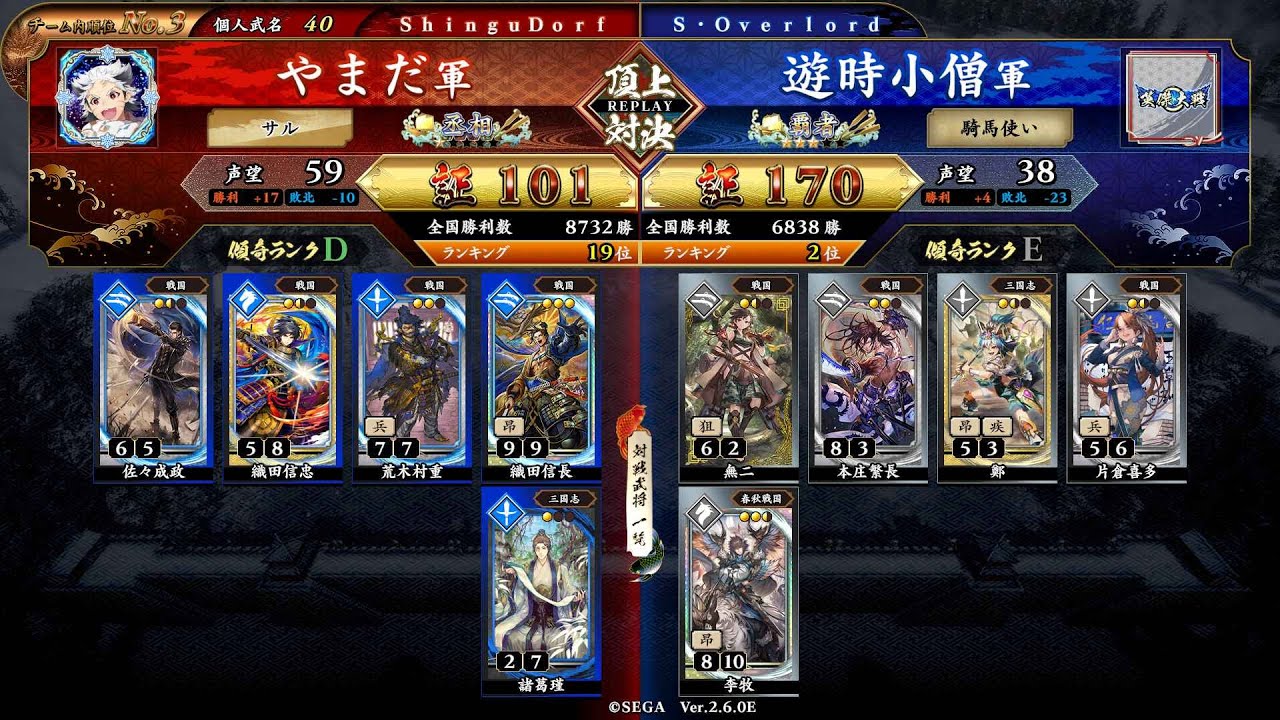 チーム内順位 No.3
個人武名 40
ShinguDorf
S・Overlord
やまだ軍
遊時小僧軍
頂上
REPLAY
対決
サル
丞相
覇者
騎馬使い
英傑大戦
声望 59
勝利 +17 敗北 -10
証 101
証 170
声望 38
勝利 +4 敗北 -23
全国勝利数 8732勝
全国勝利数 6838勝
傾奇ランクD
ランキング 19位
ランキング 2位
傾奇ランクE
戦国
6 5
佐々成政
戦国
5 8
織田信忠
戦国
兵
7 7
荒木村重
戦国
昂
9 9
織田信長
戦国
狙
6 2
無二
戦国
8 3
本庄繁長
三国志
昂 疾
5 3
鄒
戦国
兵
5 6
片倉喜多
対戦武将一覧
三国志
2 7
諸葛瑾
春秋戦国
昂
8 10
李牧
©SEGA Ver.2.6.0E